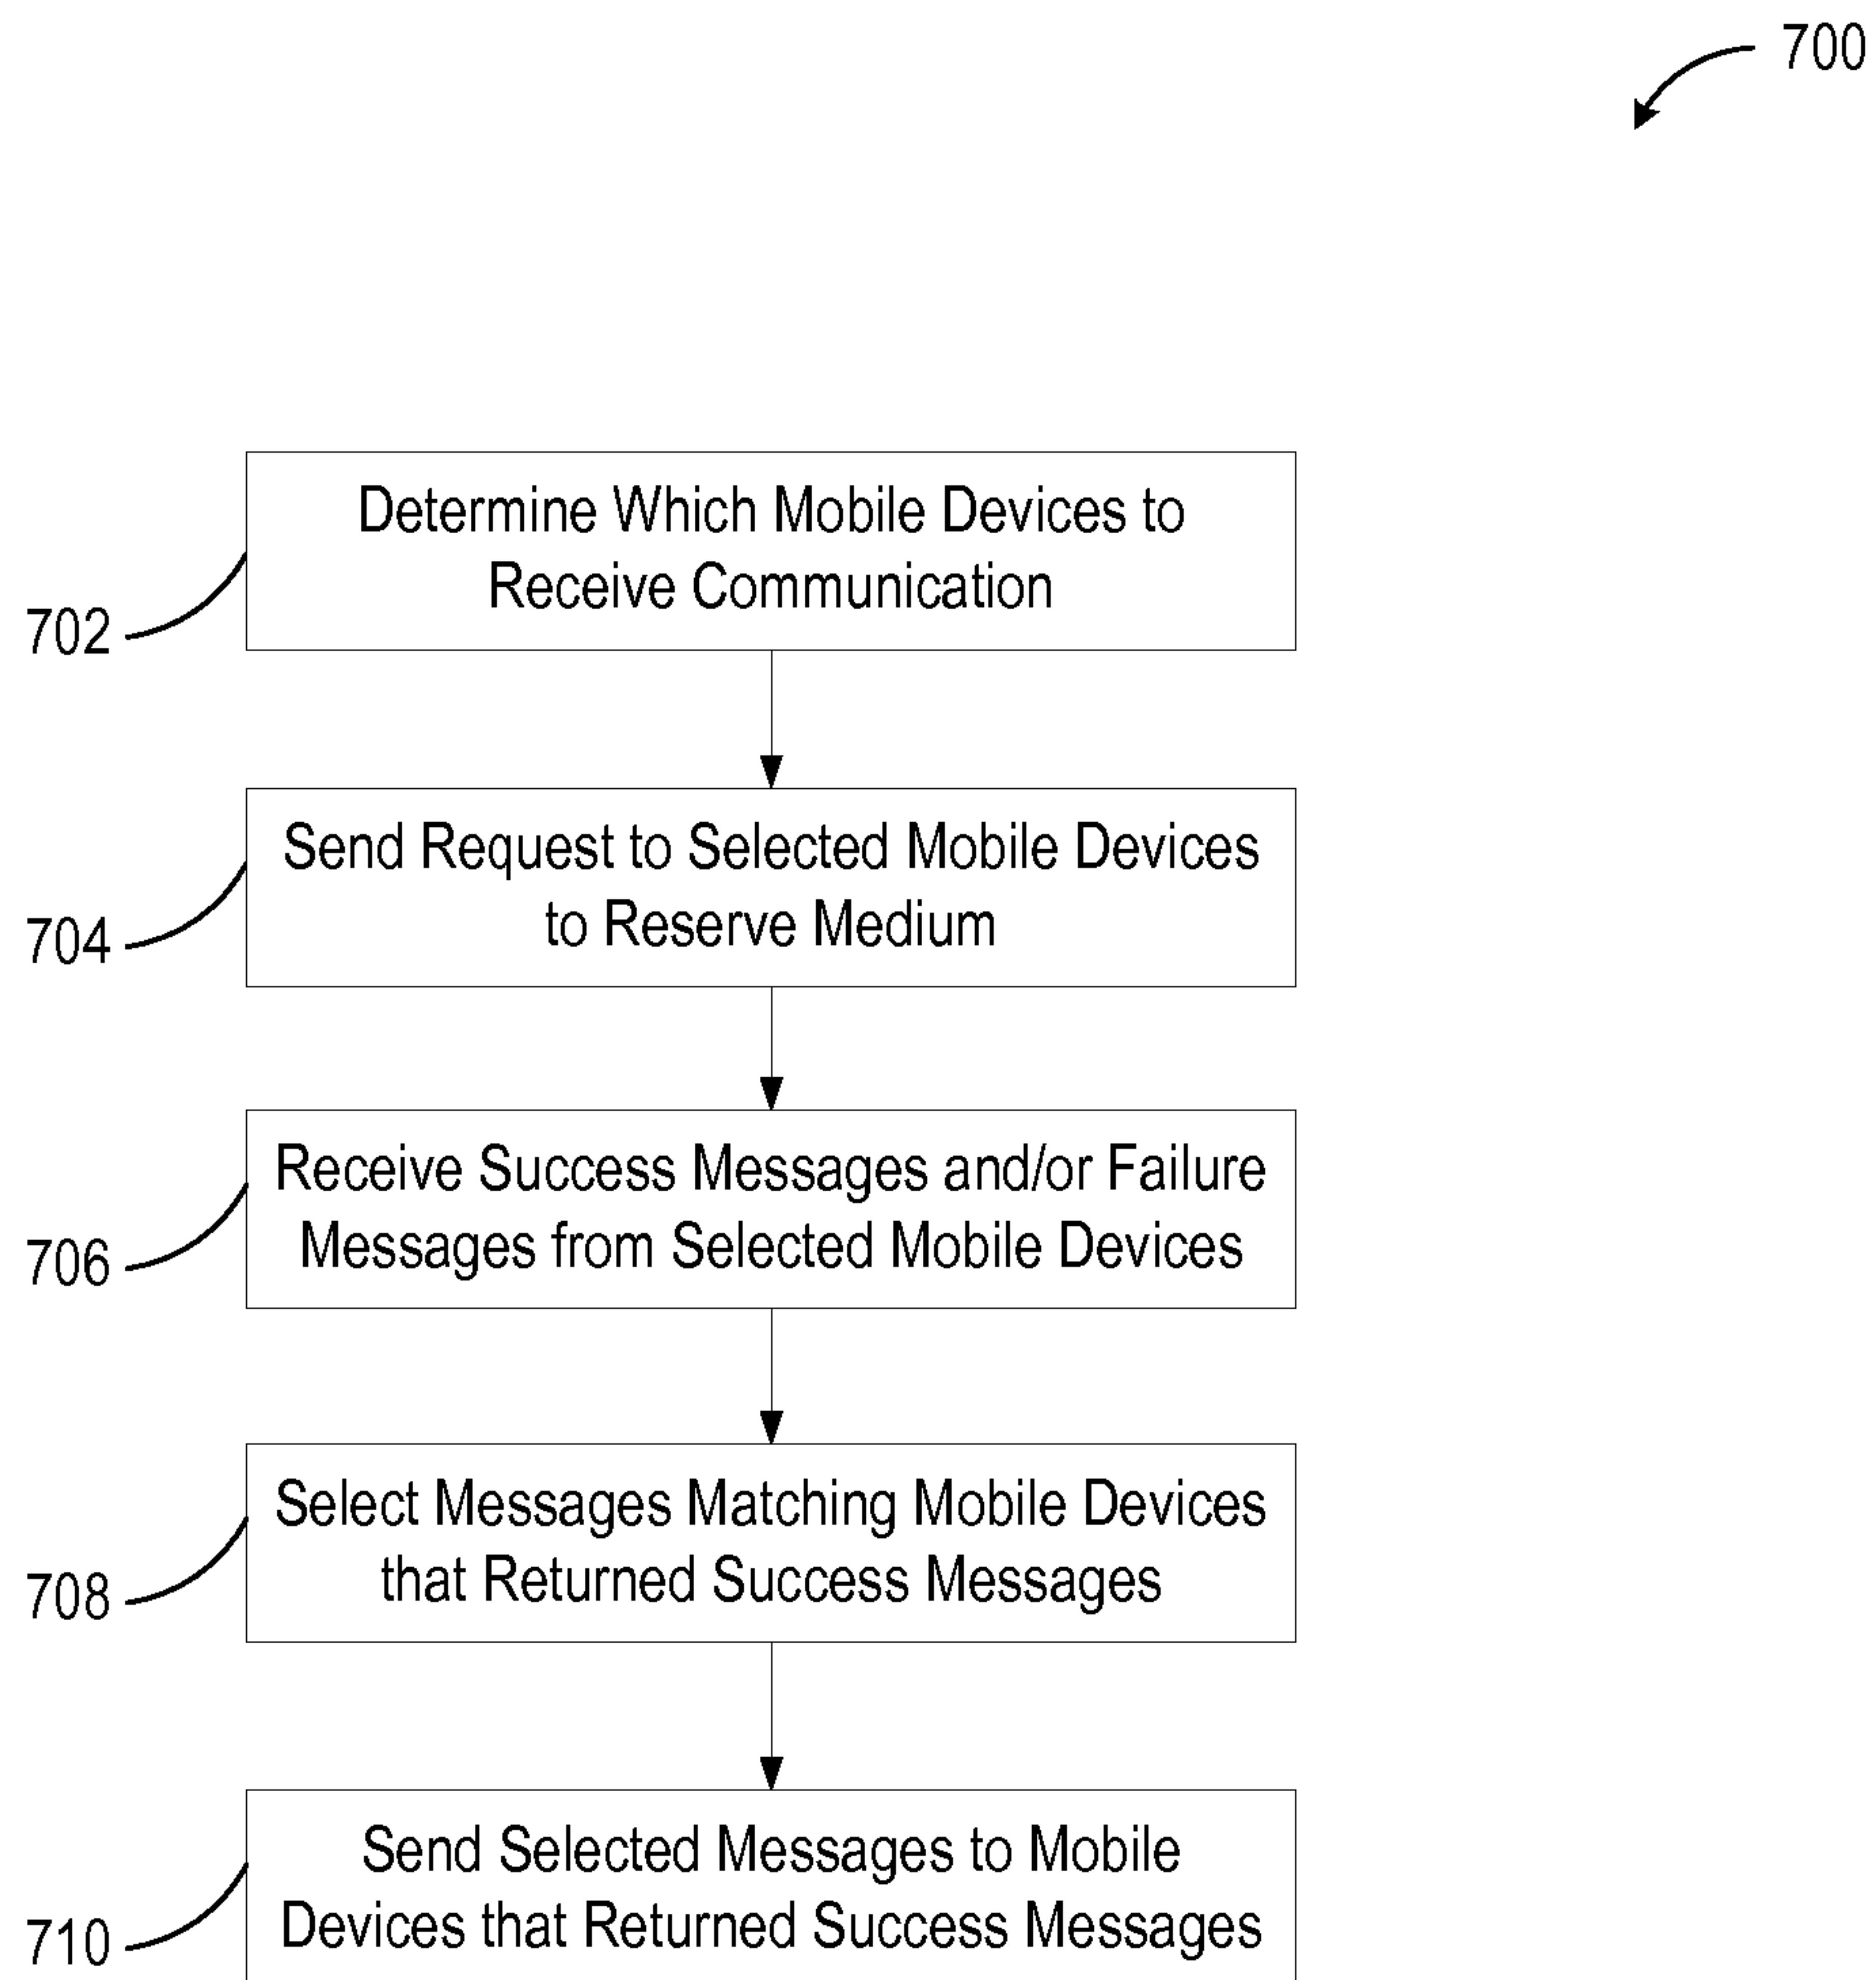 700
Determine Which Mobile Devices to
Receive Communication
702
Send Request to Selected Mobile Devices
to Reserve Medium
704
Receive Success Messages and/or Failure
Messages from Selected Mobile Devices
706
Select Messages Matching Mobile Devices
that Returned Success Messages
708
Send Selected Messages to Mobile
Devices that Returned Success Messages
710